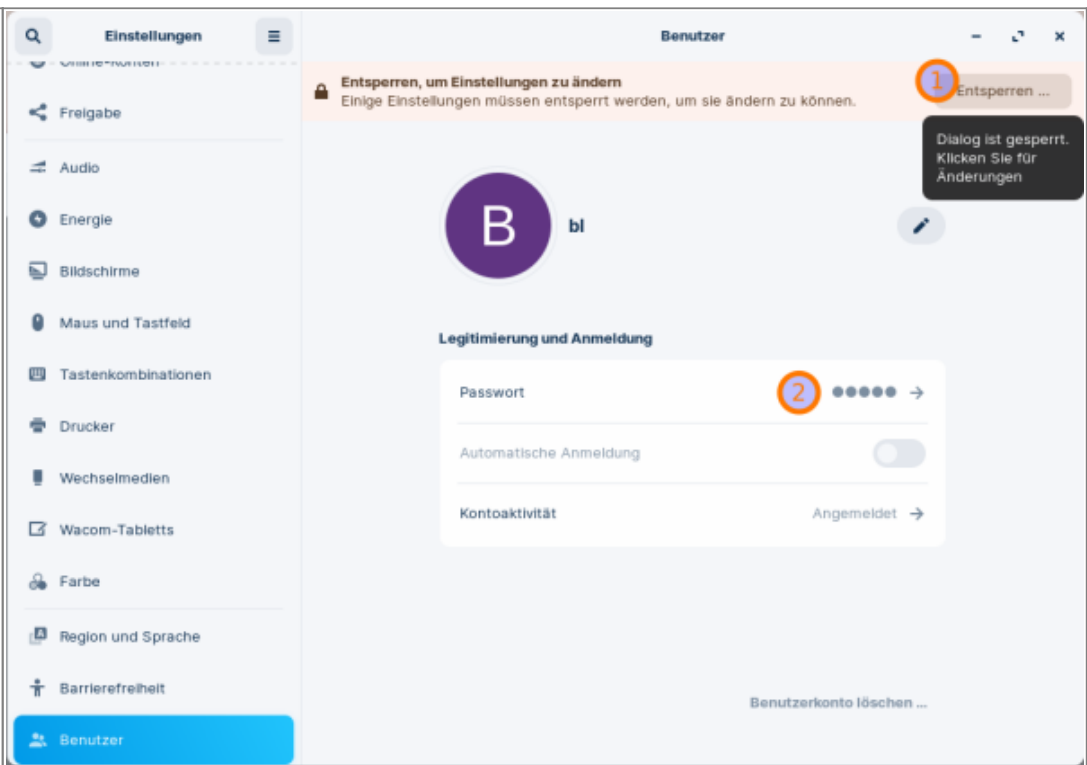 Einstellungen
Benutzer
Online-Konten
Freigabe
Audio
Energie
Bildschirme
Maus und Tastfeld
Tastenkombinationen
Drucker
Wechselmedien
Wacom-Tabletts
Farbe
Region und Sprache
Barrierefreiheit
Benutzer
Entsperren, um Einstellungen zu ändern
Einige Einstellungen müssen entsperrt werden, um sie ändern zu können.
1
Entsperren ...
Dialog ist gesperrt.
Klicken Sie für
Änderungen
B
bl
Legitimierung und Anmeldung
Passwort
2
Automatische Anmeldung
Kontoaktivität
Angemeldet
Benutzerkonto löschen ...